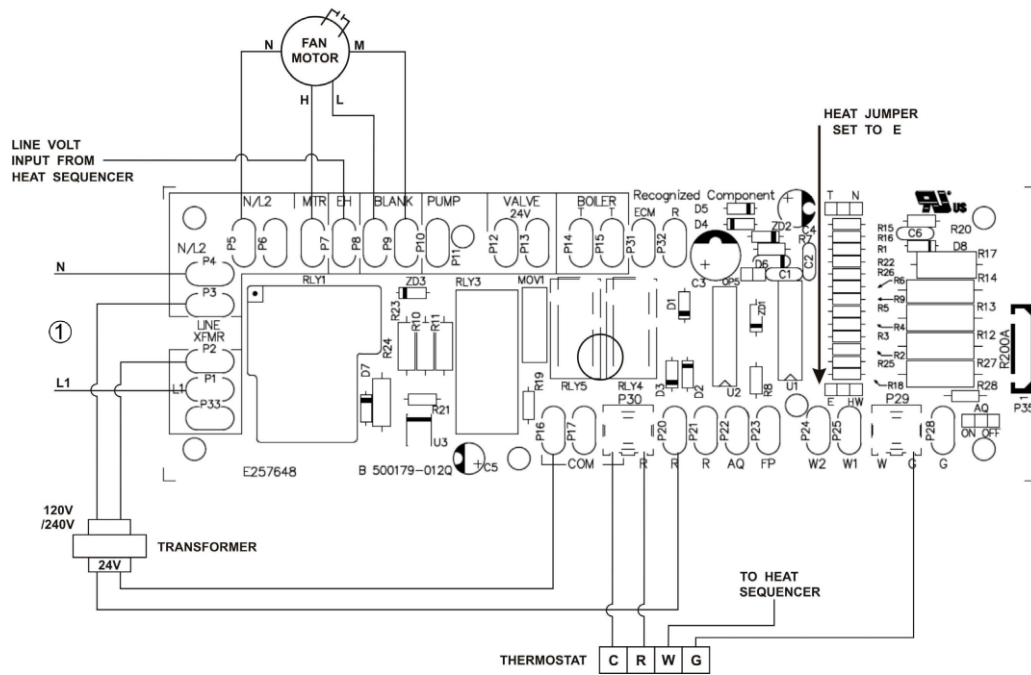 FAN
MOTOR
N
M
H
L
LINE VOLT
INPUT FROM
HEAT SEQUENCER
HEAT JUMPER
SET TO E
N/L2
MTR
EH
BLANK
PUMP
VALVE
24V
BOILER
T
T
Recognized Component
ECM
R
P5
P6
P7
P8
P9
P10
P11
P12
P13
P14
P15
P31
P32
D5
D4
ZD2
D6
C4
R7
C2
C3
OP5
C1
T
N
US
R15
R16
R1
R22
R26
R6
R9
R5
R4
R3
R2
R25
R18
C6
R20
D8
R17
R14
R13
R12
R27
R28
R200A
P35
N
N/L2
P4
P3
1
LINE
XFMR
P2
L1
L1
P1
P33
RLY1
ZD3
R23
R10
R11
R24
D7
R21
U3
RLY3
MOV1
R19
RLY5
RLY4
D1
D3
D2
ZD1
R8
U2
U1
E
HW
P29
AQ
ON OFF
E257648
B 500179-012Q
C5
P16
P17
COM
P30
R
P20
R
P21
R
P22
AQ
P23
FP
P24
W2
P25
W1
W
G
P28
G
120V
/240V
TRANSFORMER
24V
TO HEAT
SEQUENCER
THERMOSTAT C R W G